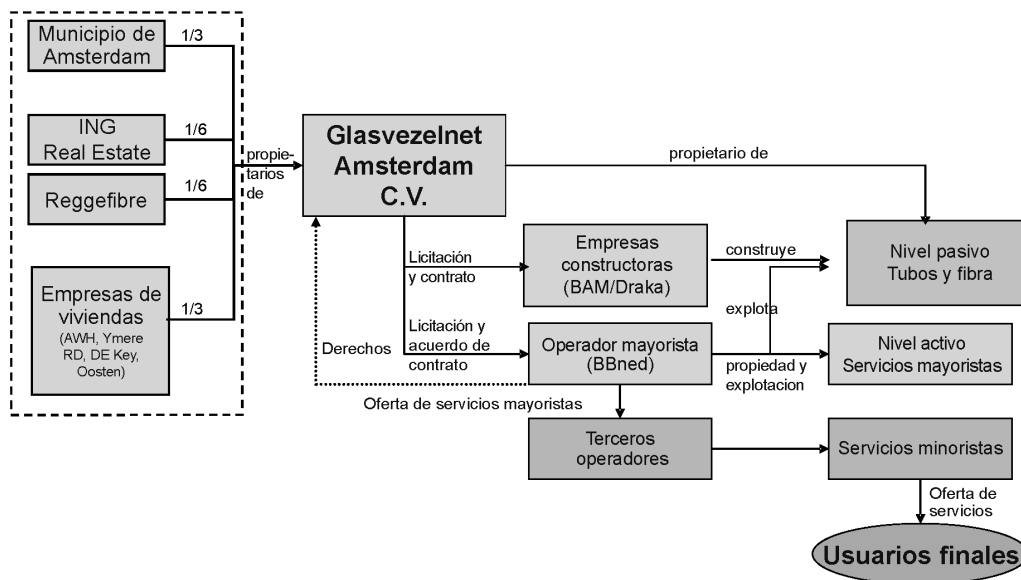 Municipio de
Amsterdam
1/3
ING
Real Estate
1/6
Reggefibre
1/6
Empresas de
viviendas
(AWH, Ymere
RD, DE Key,
Oosten)
1/3
propie-
tarios
de
Glasvezelnet
Amsterdam
C.V.
propietario de
Licitación
y contrato
Empresas
constructoras
(BAM/Draka)
construye
Nivel pasivo
Tubos y fibra
explota
Derechos
Licitación y
acuerdo de
contrato
Operador mayorista
(BBned)
propiedad y
explotacion
Nivel activo
Servicios mayoristas
Oferta de servicios mayoristas
Terceros
operadores
Servicios minoristas
Oferta de
servicios
Usuarios finales